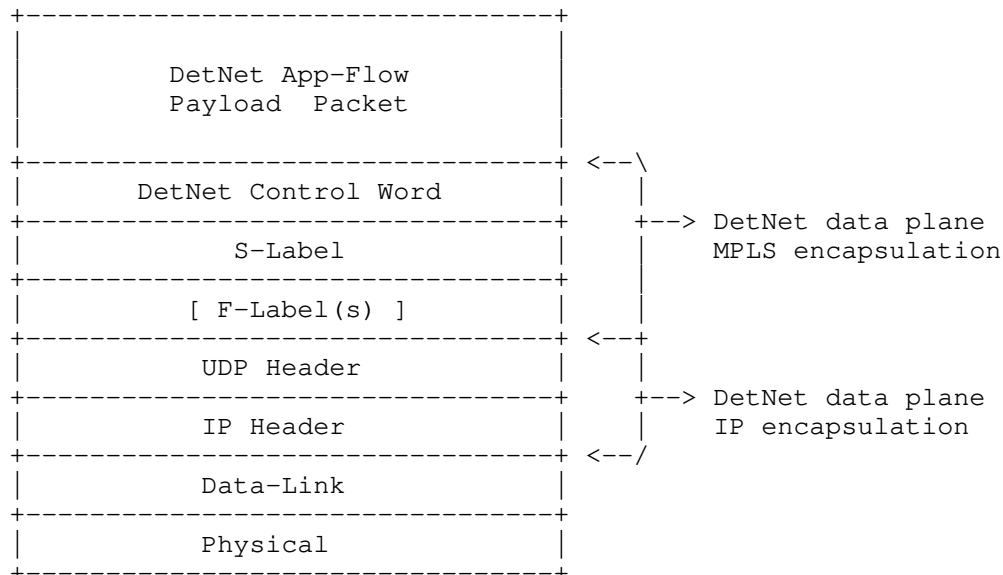 DetNet App-Flow
Payload Packet
<--\
DetNet Control Word
+--> DetNet data plane
S-Label
MPLS encapsulation
[ F-Label(s) ]
<--+
UDP Header
+--> DetNet data plane
IP Header
IP encapsulation
<--/
Data-Link
Physical